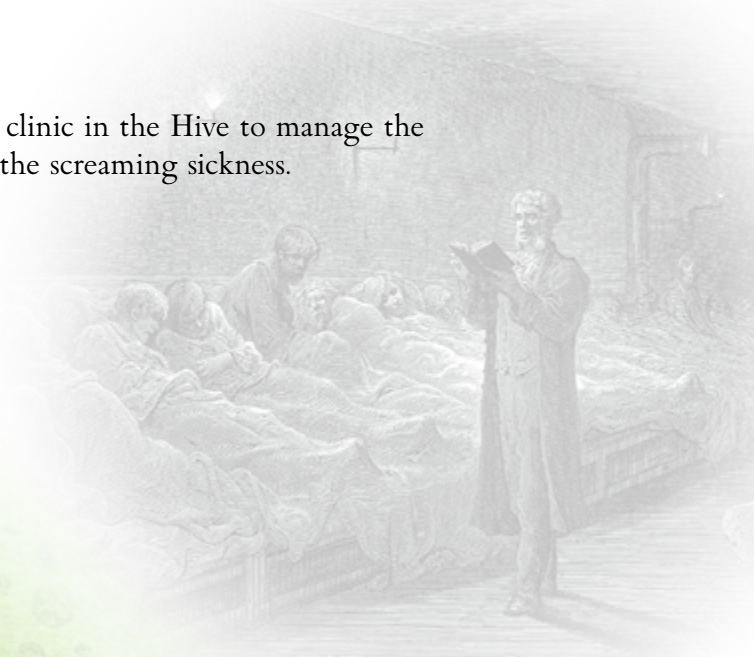 clinic in the Hive to manage the
the screaming sickness.